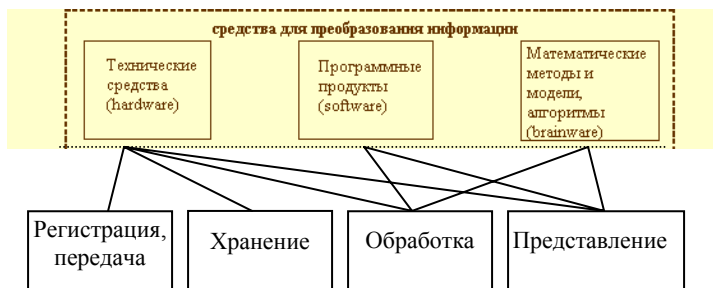 средства для преобразования информации
Технические
средства
(hardware)
Программные
продукты
(software)
Математические
методы и
модели,
алгоритмы
(brainware)
Регистрация,
передача
Хранение
Обработка
Представление